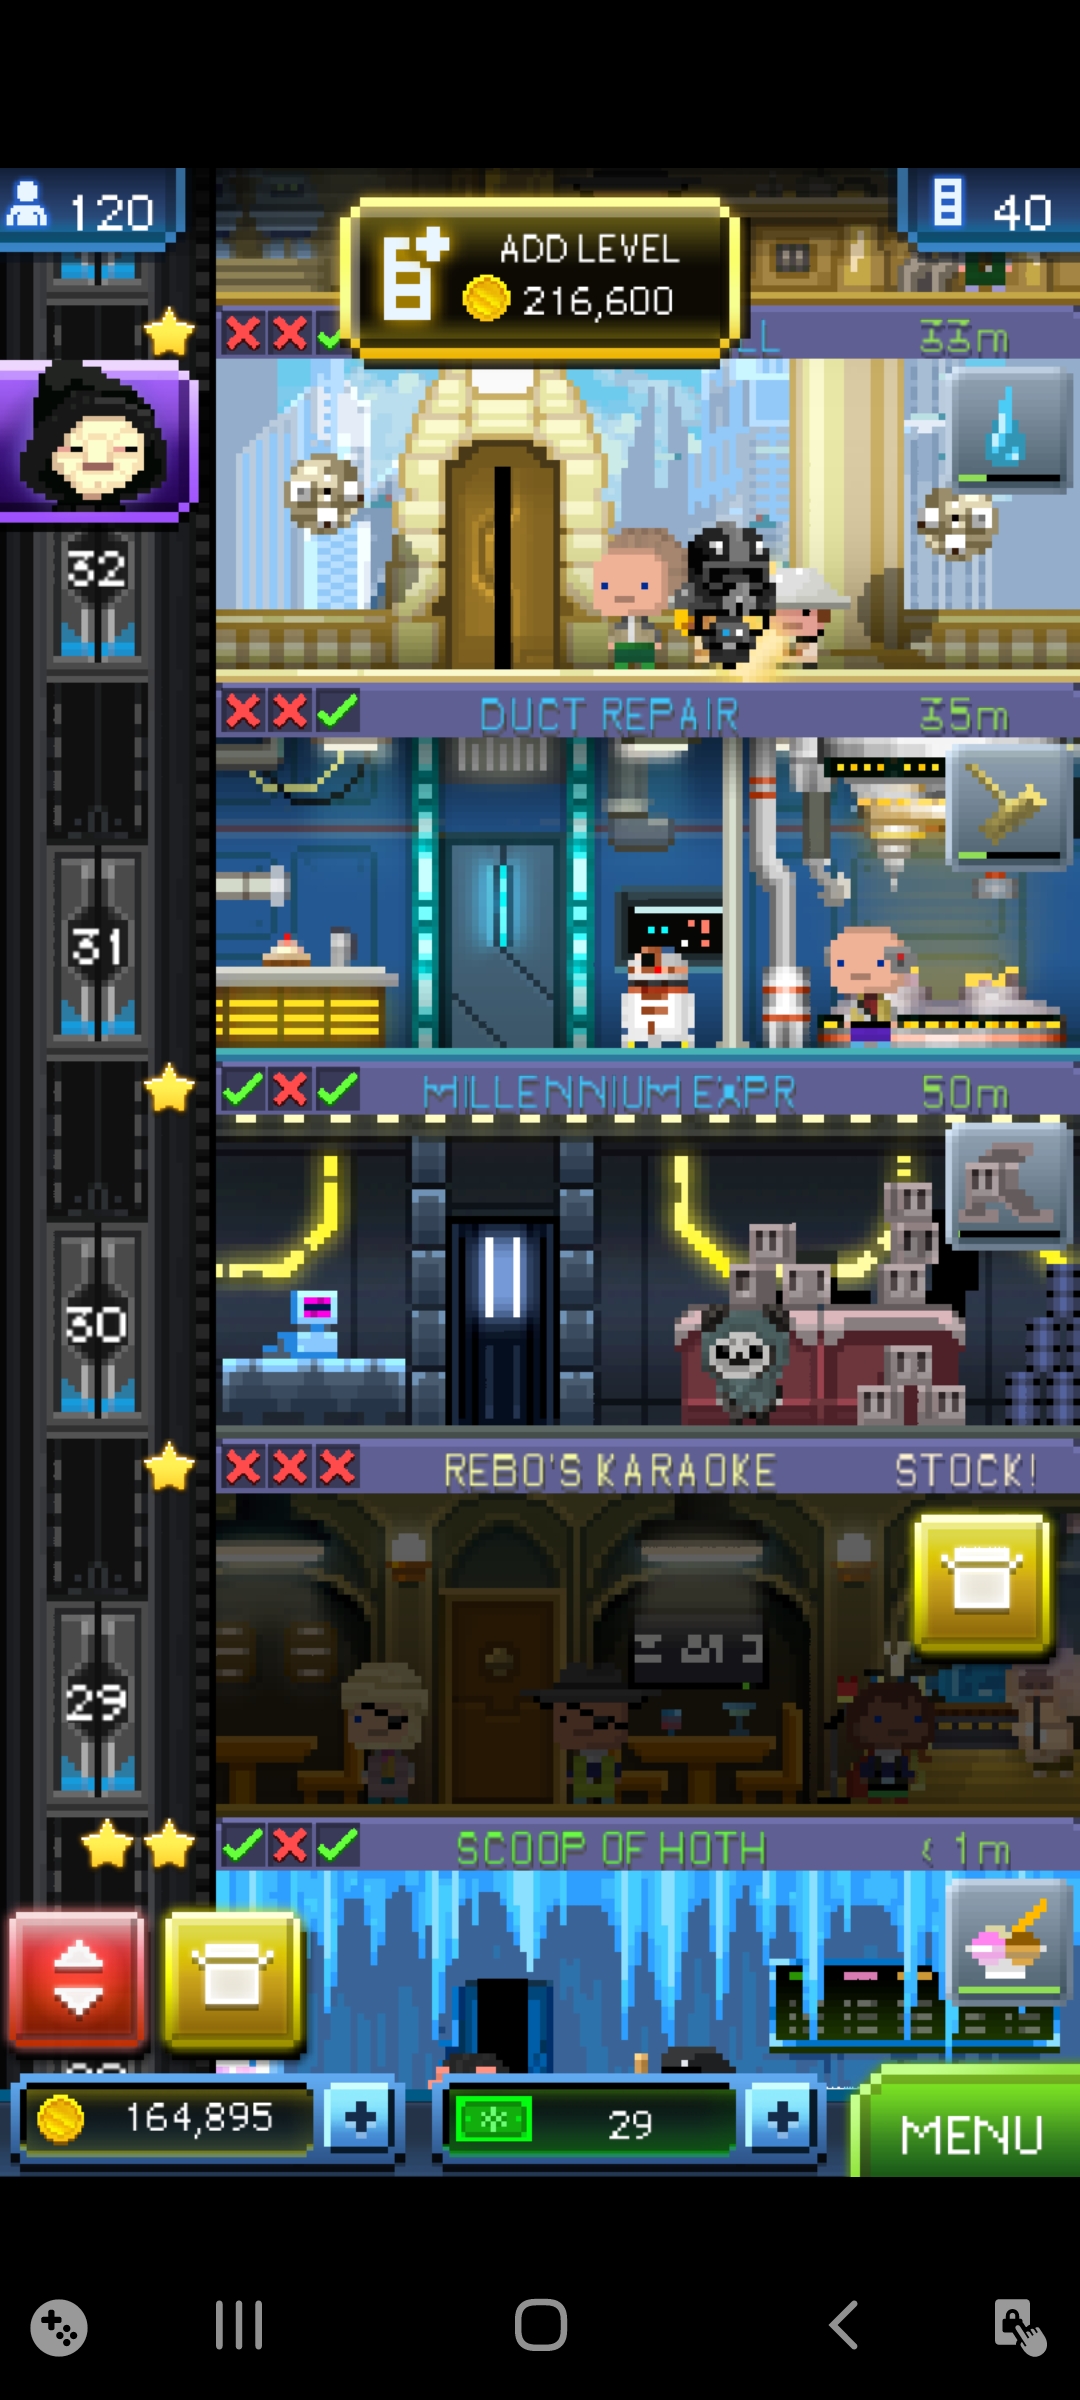 120
40
ADD LEVEL
216,600
LL
33m
32
DUCT REPAIR
35m
31
MILLENNIUM EXPR
50m
30
REBO'S KARAOKE
STOCK!
29
SCOOP OF HOTH
< 1m
164,895
29
MENU